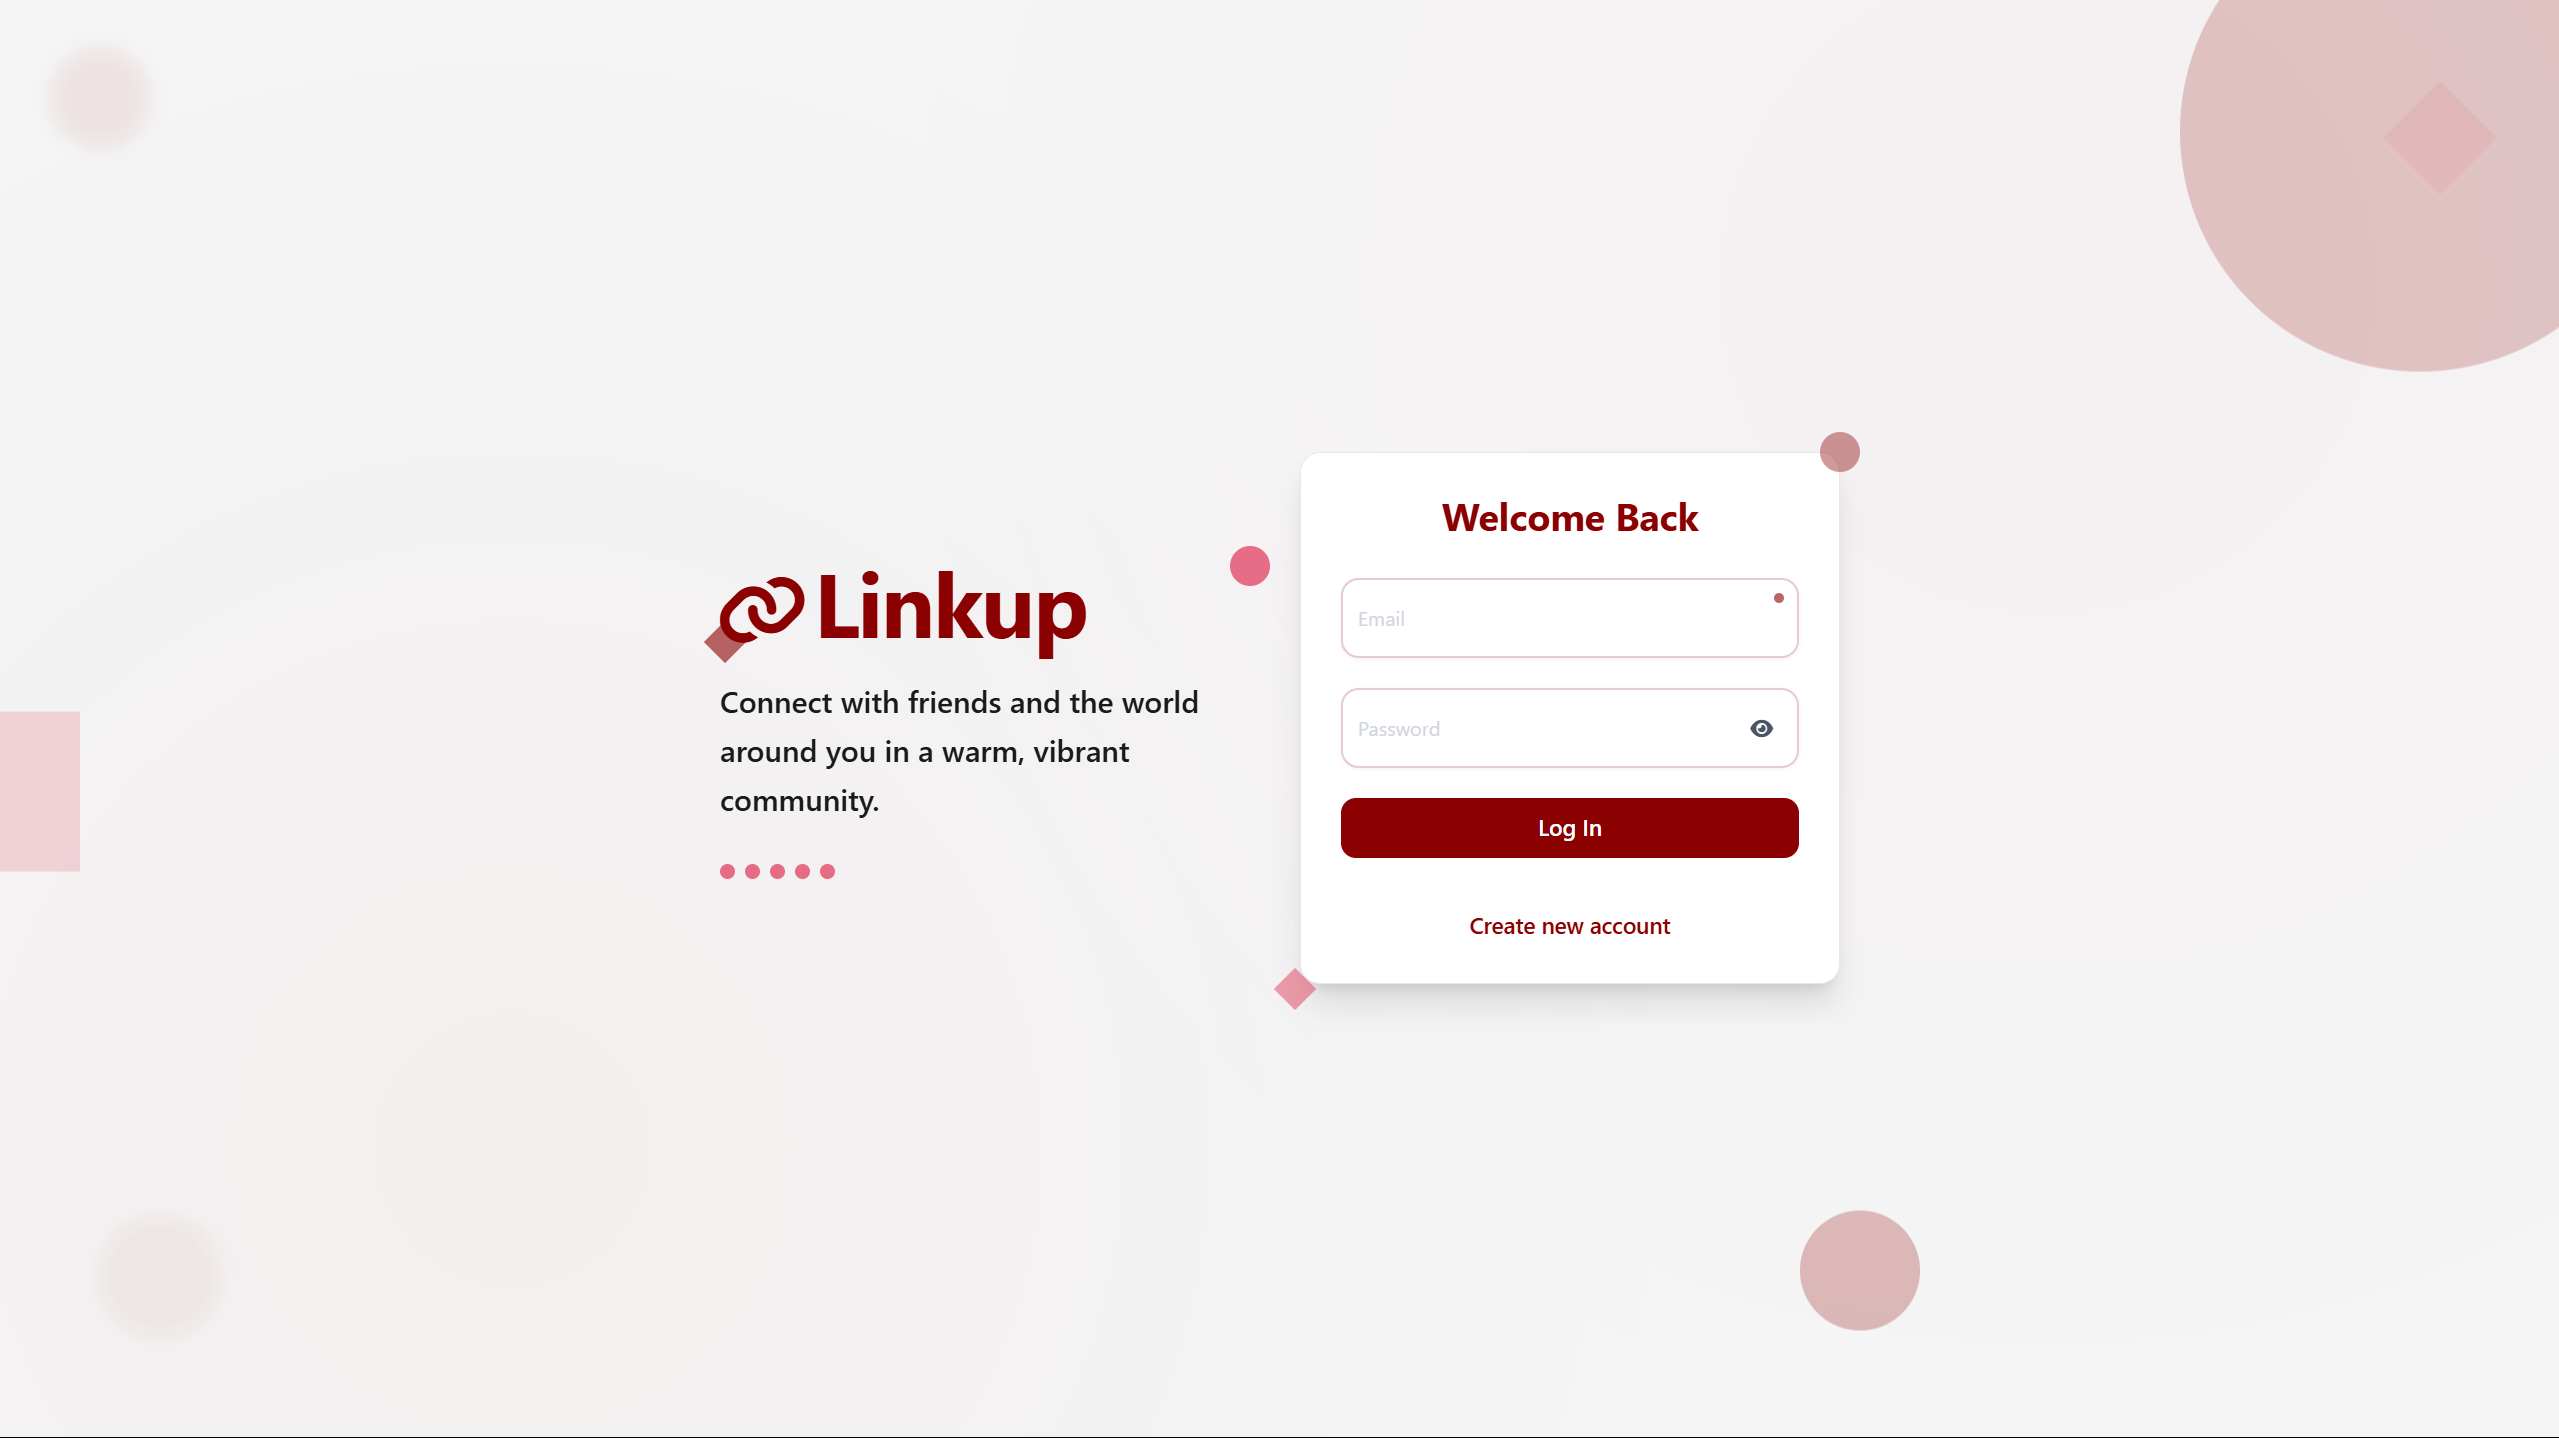 Linkup
Connect with friends and the world
around you in a warm, vibrant
community.
Welcome Back
Email
Password
Log In
Create new account